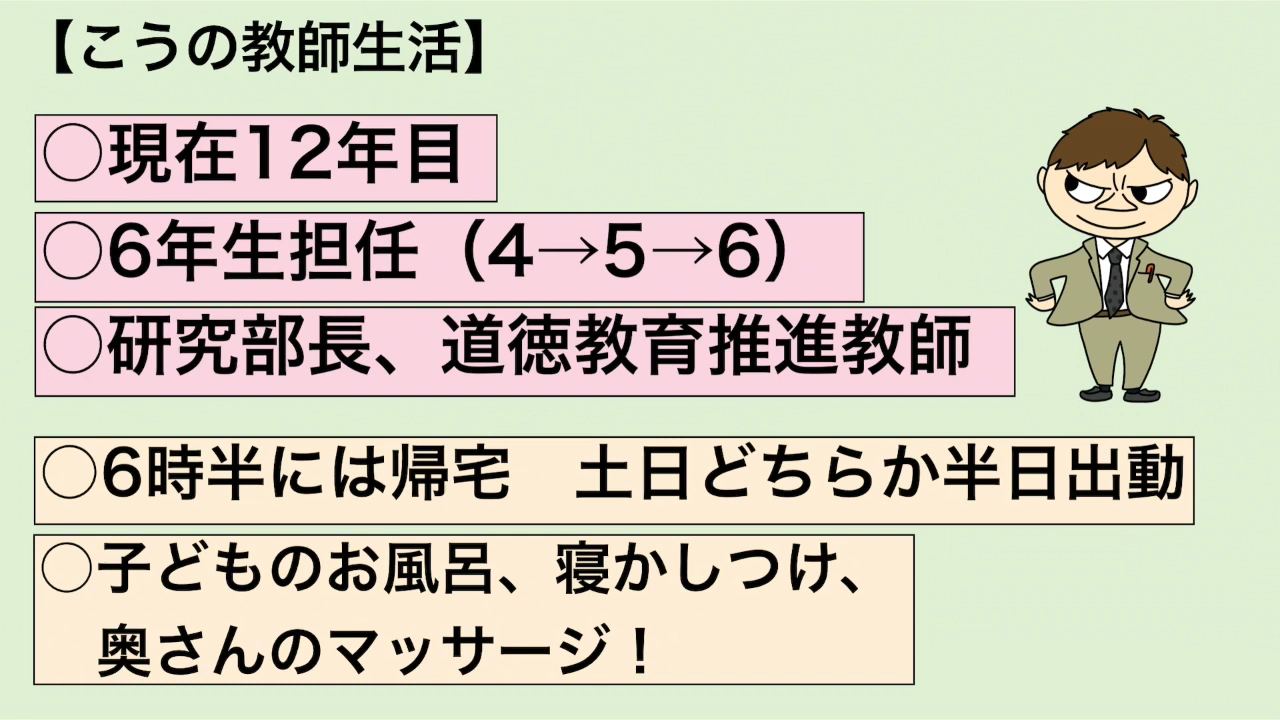 【こうの教師生活】
○現在12年目
○6年生担任（4→5→6）
○研究部長、道徳教育推進教師
○6時半には帰宅　土日どちらか半日出動
○子どものお風呂、寝かしつけ、
奥さんのマッサージ！